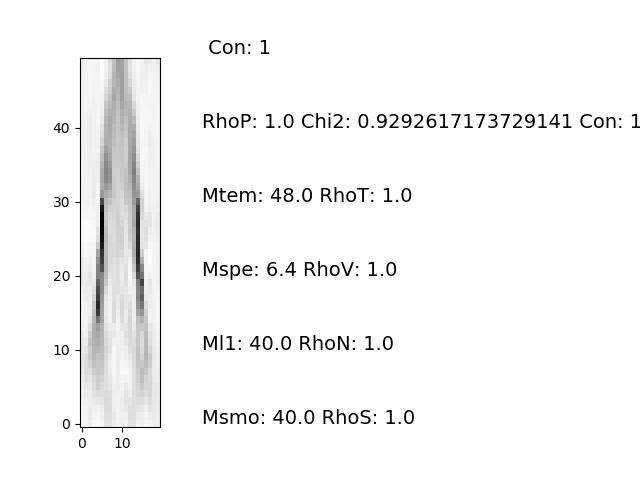 Con: 1
RhoP: 1.0 Chi2: 0.9292617173729141 Con: 1
Mtem: 48.0 RhoT: 1.0
Mspe: 6.4 RhoV: 1.0
Ml1: 40.0 RhoN: 1.0
Msmo: 40.0 RhoS: 1.0
40
30
20
10
0
0 10